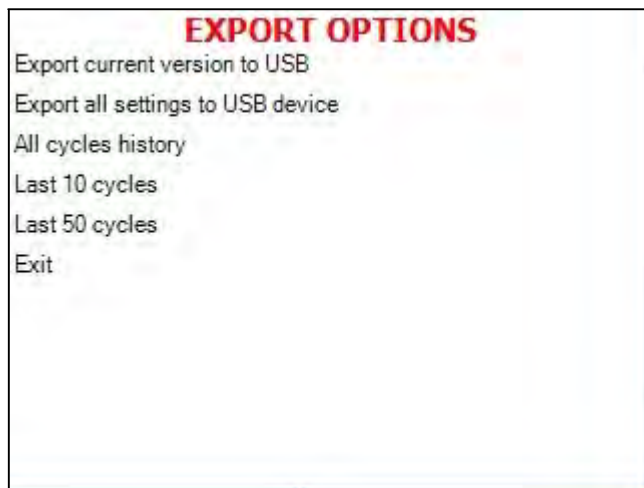 EXPORT OPTIONS
Export current version to USB
Export all settings to USB device
All cycles history
Last 10 cycles
Last 50 cycles
Exit